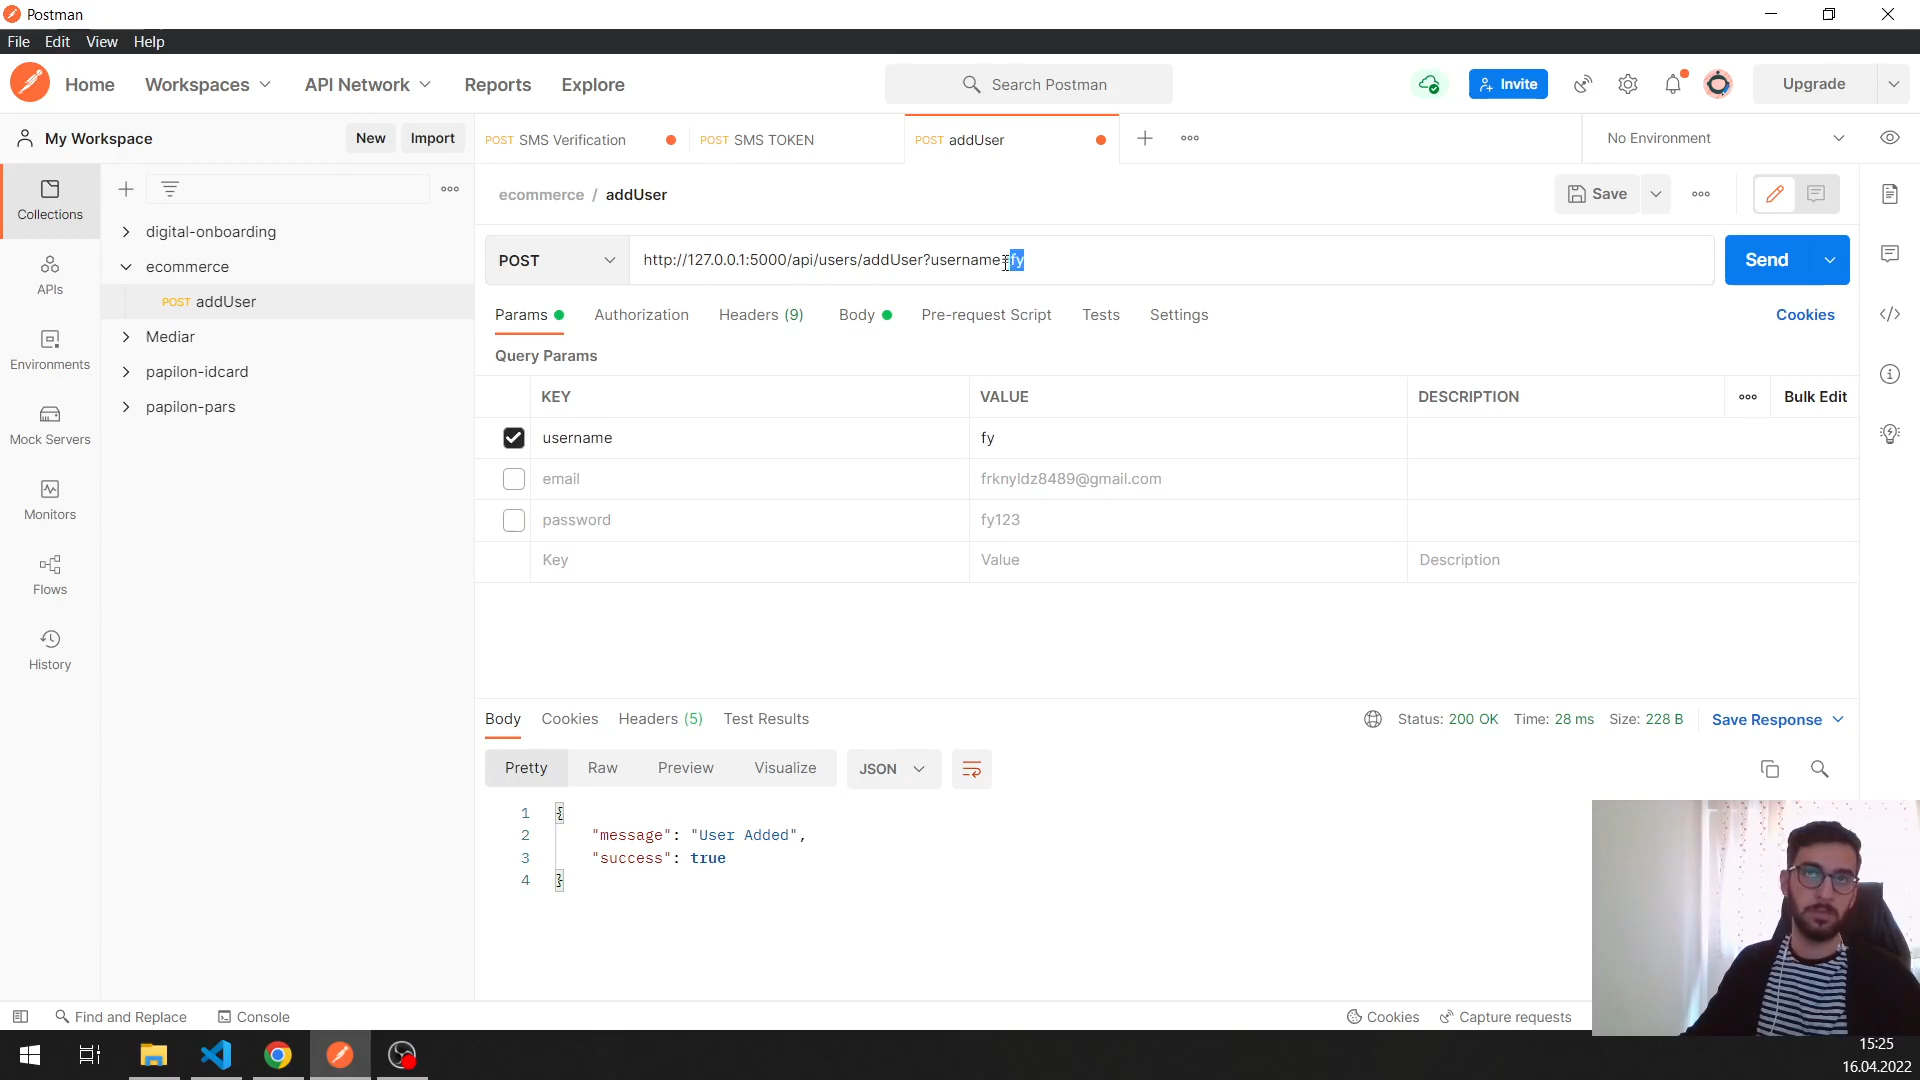 Postman
File Edit View Help
Home Workspaces API Network Reports Explore
Search Postman
Invite
Upgrade
My Workspace
New Import
POST SMS Verification
POST SMS TOKEN
POST addUser
No Environment
Collections
APIs
Environments
Mock Servers
Monitors
Flows
History
digital-onboarding
ecommerce
POST addUser
Mediar
papilon-idcard
papilon-pars
ecommerce / addUser
Save
POST
http://127.0.0.1:5000/api/users/addUser?username=fy
Send
Params Authorization Headers (9) Body Pre-request Script Tests Settings
Cookies
Query Params
KEY VALUE DESCRIPTION
Bulk Edit
username fy
email frknyldz8489@gmail.com
password fy123
Key Value Description
Body Cookies Headers (5) Test Results
Status: 200 OK Time: 28 ms Size: 228 B
Save Response
Pretty Raw Preview Visualize
JSON
1 {
2 "message": "User Added",
3 "success": true
4 }
Find and Replace
Console
Cookies
Capture requests
15:25
16.04.2022